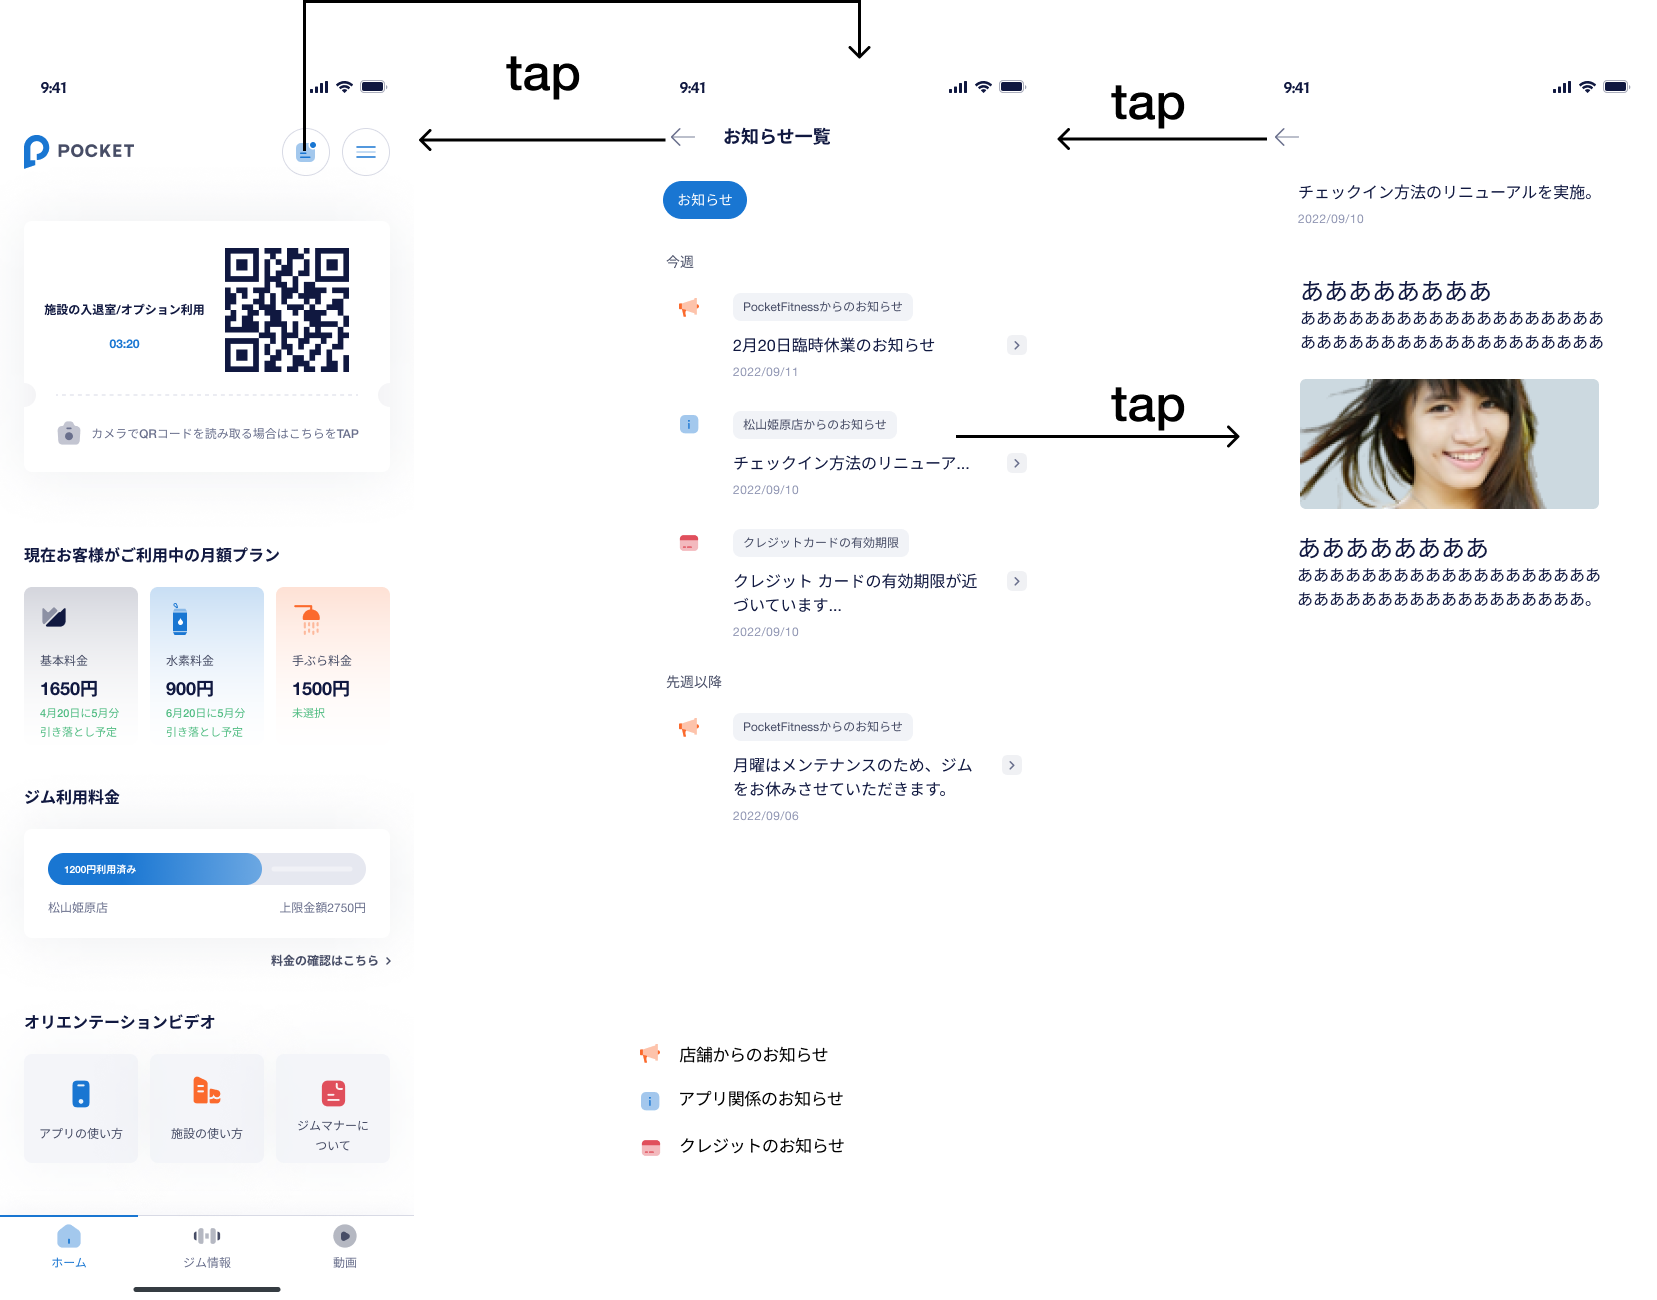 tap
9:41
POCKET
施設の入退室/オプション利用
03:20
カメラでQRコードを読み取る場合はこちらをTAP
現在お客様がご利用中の月額プラン
基本料金
1650円
4月20日に5月分
引き落とし予定
水素料金
900円
6月20日に5月分
引き落とし予定
手ぶら料金
1500円
未選択
ジム利用料金
1200円利用済み
松山姫原店
上限金額2750円
料金の確認はこちら
オリエンテーションビデオ
アプリの使い方
施設の使い方
ジムマナーに
ついて
ホーム
ジム情報
動画
9:41
お知らせ一覧
お知らせ
今週
PocketFitnessからのお知らせ
2月20日臨時休業のお知らせ
2022/09/11
松山姫原店からのお知らせ
チェックイン方法のリニューア...
2022/09/10
クレジットカードの有効期限
クレジット カードの有効期限が近
づいています...
2022/09/10
先週以降
PocketFitnessからのお知らせ
月曜はメンテナンスのため、ジム
をお休みさせていただきます。
2022/09/06
店舗からのお知らせ
アプリ関係のお知らせ
クレジットのお知らせ
tap
tap
9:41
チェックイン方法のリニューアルを実施。
2022/09/10
ああああああああ
あああああああああああああああああああ
あああああああああああああああああああ
ああああああああ
あああああああああああああああああああ
ああああああああああああああああああ。